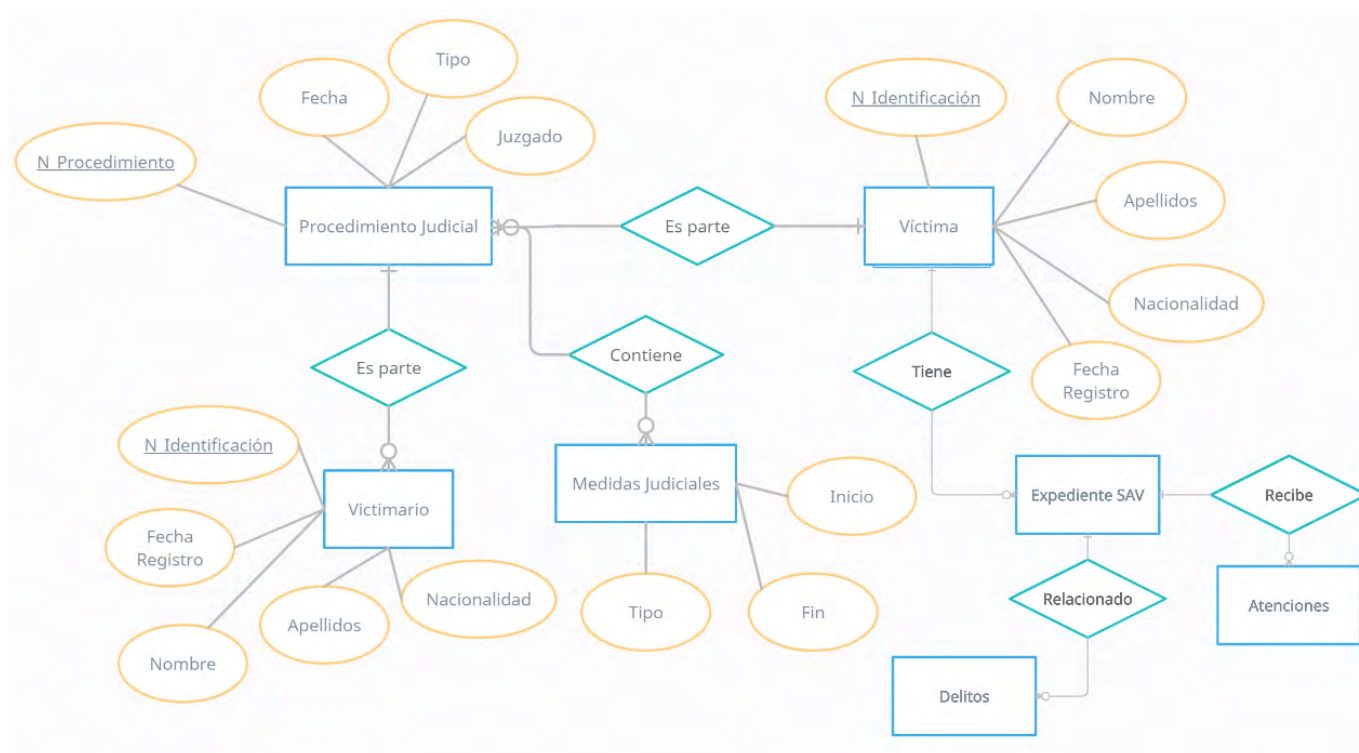 Tipo
Fecha
N_Identificación
Nombre
Juzgado
N_Procedimiento
Apellidos
Procedimiento Judicial
Es parte
Víctima
Nacionalidad
Contiene
Es parte
Tiene
Fecha
Registro
N_Identificación
Medidas Judiciales
Inicio
Expediente SAV
Recibe
Victimario
Fecha
Registro
Nacionalidad
Apellidos
Tipo
Fin
Relacionado
Atenciones
Nombre
Delitos